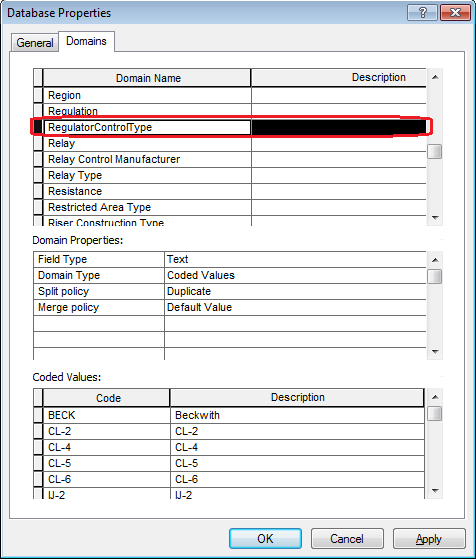 Database Properties
General Domains
Domain Name Description
Region
Regulation
RegulatorControlType
Relay
Relay Control Manufacturer
Relay Type
Resistance
Restricted Area Type
Riser Construction Type
Domain Properties:
Field Type Text
Domain Type Coded Values
Split policy Duplicate
Merge policy Default Value
Coded Values:
Code Description
BECK Beckwith
CL-2 CL-2
CL-4 CL-4
CL-5 CL-5
CL-6 CL-6
IJ-2 IJ-2
OK Cancel Apply